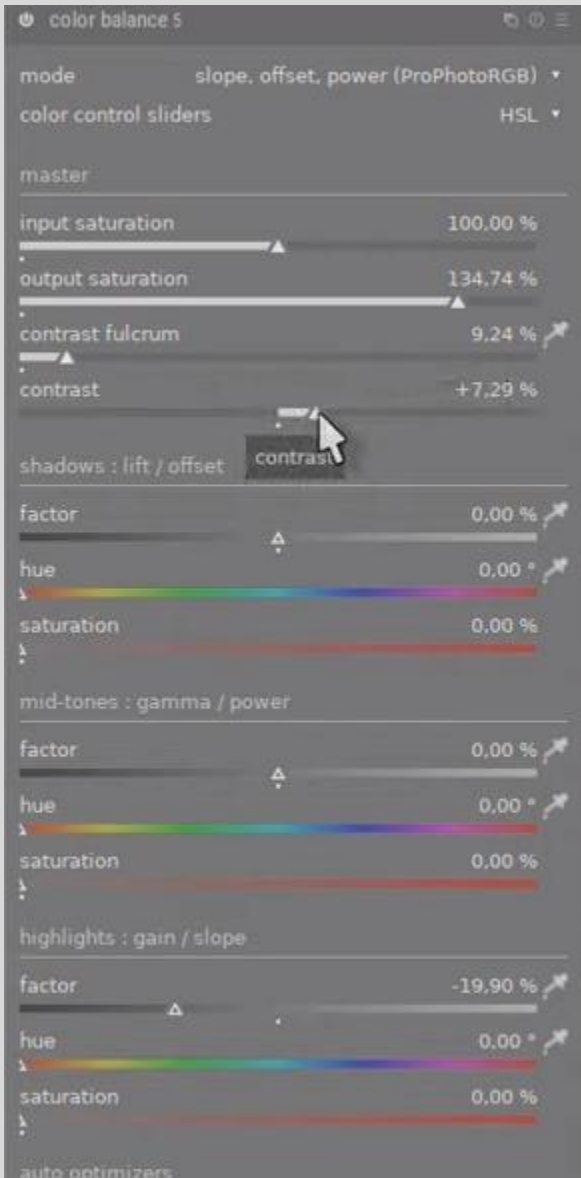 color balance 5
mode slope, offset, power (ProPhotoRGB)
color control sliders HSL
master
input saturation 100,00 %
output saturation 134,74 %
contrast fulcrum 9,24 %
contrast +7,29 %
shadows : lift / offset
contrast
factor 0,00 %
hue 0,00 °
saturation 0,00 %
mid-tones : gamma / power
factor 0,00 %
hue 0,00 °
saturation 0,00 %
highlights : gain / slope
factor -19,90 %
hue 0,00 °
saturation 0,00 %
auto optimizers